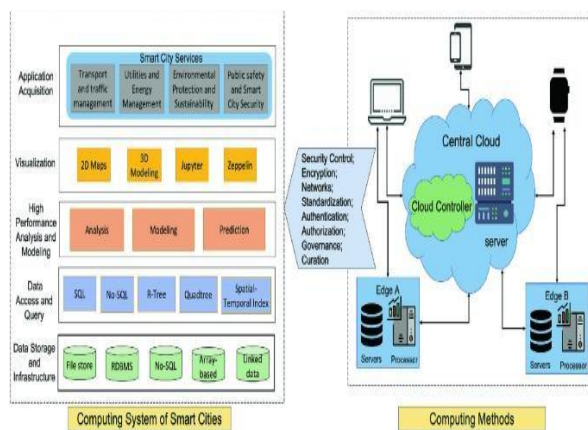 Smart City Services
Application
Acquisition
Transport
and traffic
management
Utilities and
Energy
Management
Environmental
Protection and
Sustainability
Public safety
and Smart
City Security
Visualization
2D Maps
3D
Modeling
Jupyter
Zeppelin
High
Performance
Analysis and
Modeling
Analysis
Modeling
Prediction
Data
Access and
Query
SQL
No-SQL
R-Tree
Quadtree
Spatial-
Temporal Index
Data Storage
and
Infrastructure
File store
RDBMS
No-SQL
Array-
based
Linked
data
Computing System of Smart Cities
Security Control;
Encryption;
Networks;
Standardization;
Authentication;
Authorization;
Governance;
Curation
Central Cloud
Cloud Controller
server
Edge A
Servers
Processor
Edge B
Servers
Processor
Computing Methods